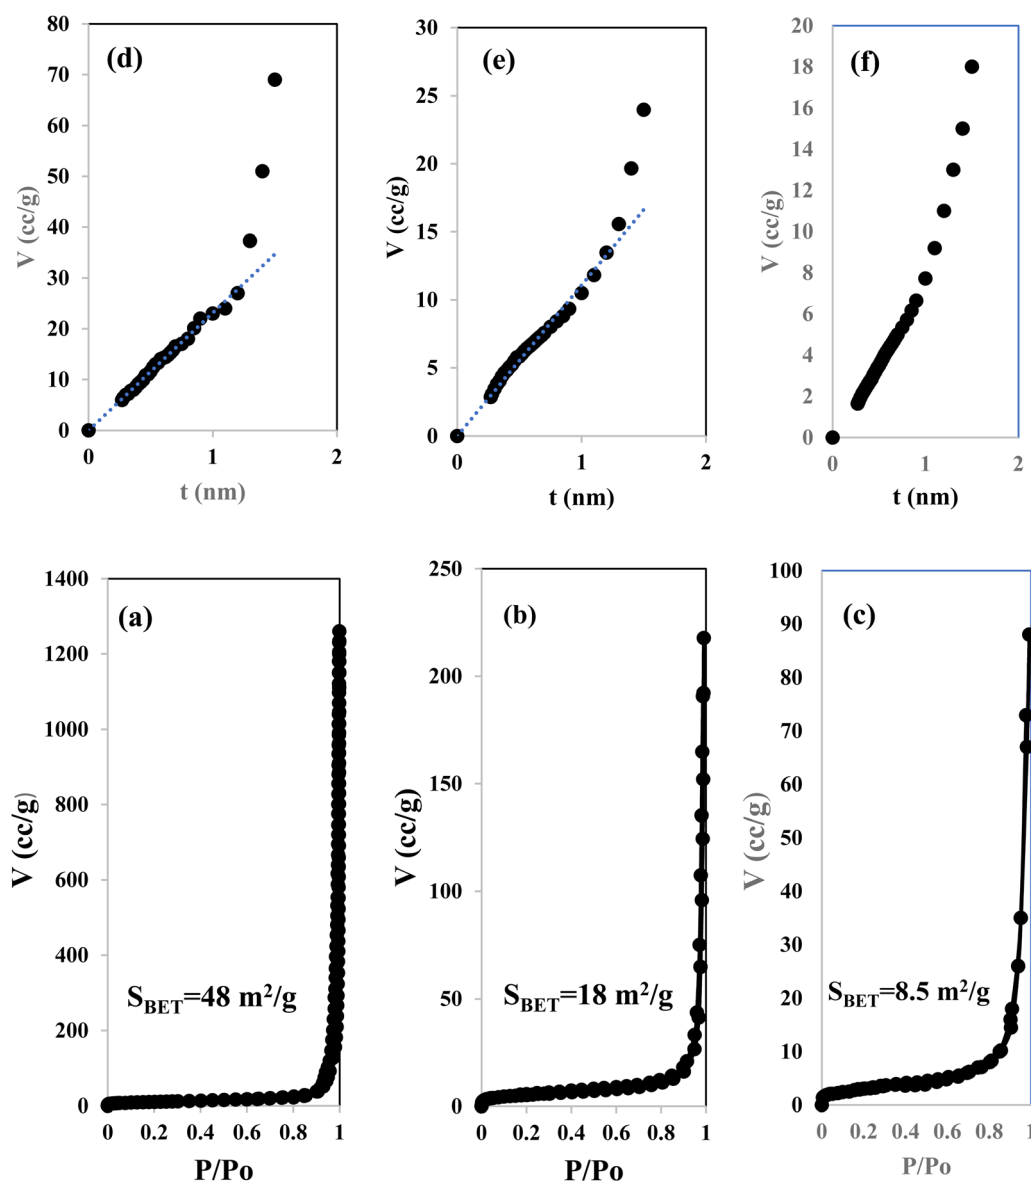 (d)
80
70
60
50
40
30
20
10
0
V (cc/g)
0 1 2
t (nm)
(e)
30
25
20
15
10
5
0
V (cc/g)
0 1 2
t (nm)
(f)
20
18
16
14
12
10
8
6
4
2
0
V (cc/g)
0 1 2
t (nm)
(a)
1400
1200
1000
800
600
400
200
0
V (cc/g)
S_BET=48 m²/g
0 0.2 0.4 0.6 0.8 1
P/Po
(b)
250
200
150
100
50
0
V (cc/g)
S_BET=18 m²/g
0 0.2 0.4 0.6 0.8 1
P/Po
(c)
100
90
80
70
60
50
40
30
20
10
0
V (cc/g)
S_BET=8.5 m²/g
0 0.2 0.4 0.6 0.8 1
P/Po